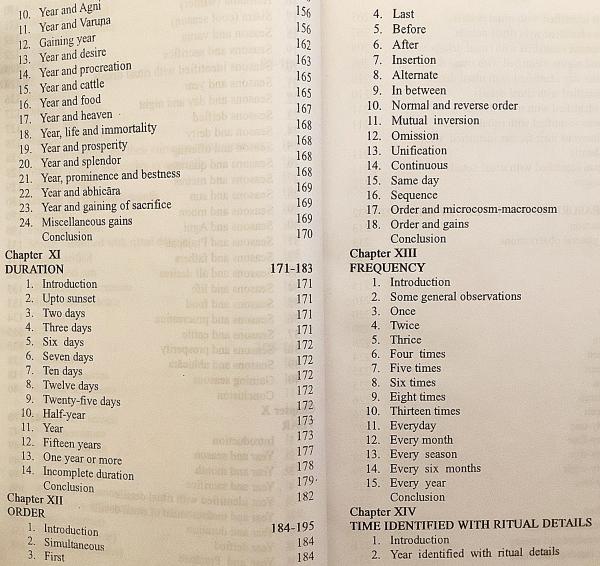 10. Year and Agni
11. Year and Varuṇa 156
12. Gaining year 156
13. Year and desire 162
14. Year and procreation 163
15. Year and cattle 165
16. Year and food 165
17. Year and heaven 167
18. Year, life and immortality 168
19. Year and prosperity 168
20. Year and splendor 168
21. Year, prominence and bestness 168
22. Year and abhicāra 169
23. Year and gaining of sacrifice 169
24. Miscellaneous gains 169
Conclusion 170
Chapter XI
DURATION 171-183
1. Introduction 171
2. Upto sunset 171
3. Two days 171
4. Three days 171
5. Six days 172
6. Seven days 172
7. Ten days 172
8. Twelve days 172
9. Twenty-five days 172
10. Half-year 173
11. Year 173
12. Fifteen years 177
13. One year or more 178
14. Incomplete duration 179
Conclusion 182
Chapter XII
ORDER 184-195
1. Introduction 184
2. Simultaneous 184
3. First
4. Last
5. Before
6. After
7. Insertion
8. Alternate
9. In between
10. Normal and reverse order
11. Mutual inversion
12. Omission
13. Unification
14. Continuous
15. Same day
16. Sequence
17. Order and microcosm-macrocosm
18. Order and gains
Conclusion
Chapter XIII
FREQUENCY
1. Introduction
2. Some general observations
3. Once
4. Twice
5. Thrice
6. Four times
7. Five times
8. Six times
9. Eight times
10. Thirteen times
11. Everyday
12. Every month
13. Every season
14. Every six months
15. Every year
Conclusion
Chapter XIV
TIME IDENTIFIED WITH RITUAL DETAILS
1. Introduction
2. Year identified with ritual details